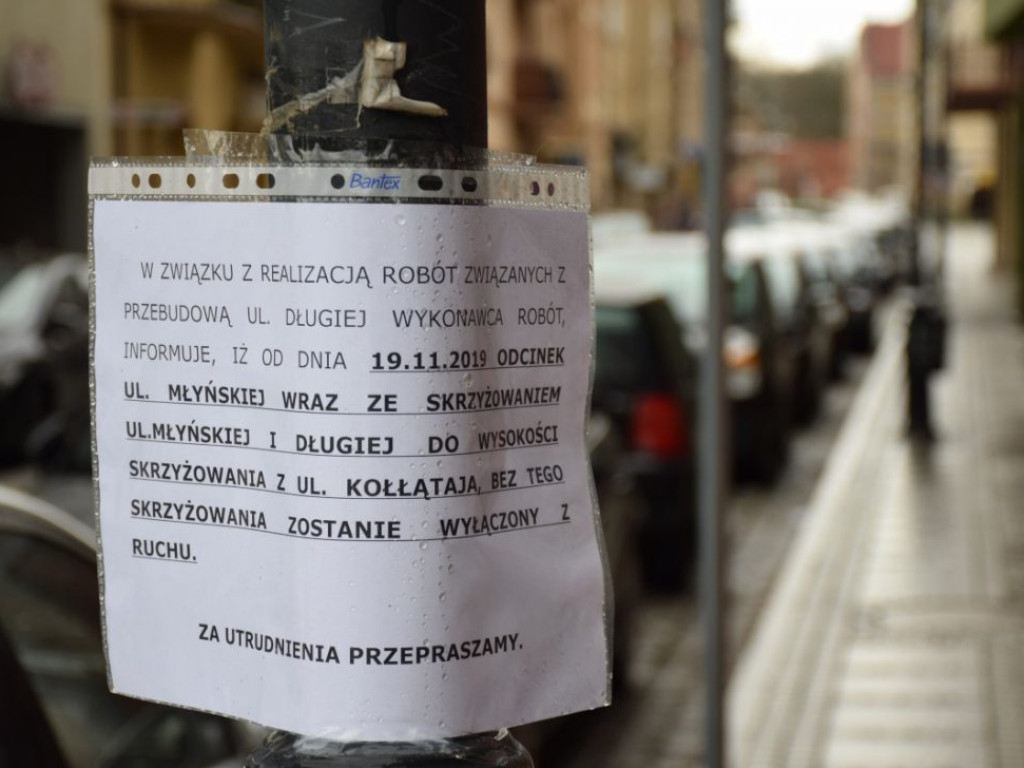 Bantex
W ZWIĄZKU Z REALIZACJĄ ROBÓT ZWIĄZANYCH Z
PRZEBUDOWĄ UL. DŁUGIEJ WYKONAWCA ROBÓT,
INFORMUJE, IŻ OD DNIA 19.11.2019 ODCINEK
UL. MŁYŃSKIEJ WRAZ ZE SKRZYŻOWANIEM
UL.MŁYŃSKIEJ I DŁUGIEJ DO WYSOKOŚCI
SKRZYŻOWANIA Z UL. KOŁŁĄTAJA, BEZ TEGO
SKRZYŻOWANIA ZOSTANIE WYŁĄCZONY Z
RUCHU.
ZA UTRUDNIENIA PRZEPRASZAMY.